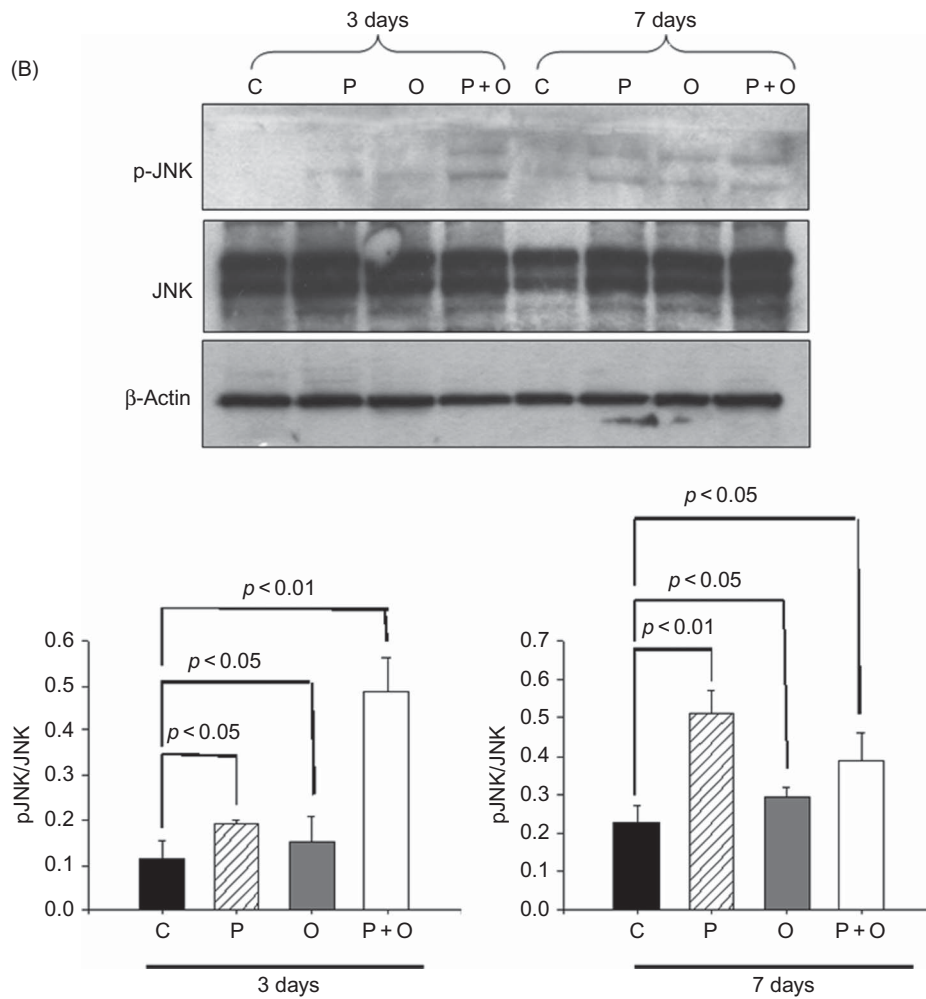 3 days 7 days
(B)
C P O P + O C P O P + O
p-JNK
JNK
β-Actin
p < 0.01
p < 0.05
p < 0.05
0.6
0.5
0.4
0.3
0.2
0.1
0.0
pJNK/JNK
C P O P + O
3 days
p < 0.05
p < 0.05
p < 0.01
0.7
0.6
0.5
0.4
0.3
0.2
0.1
0.0
pJNK/JNK
C P O P + O
7 days